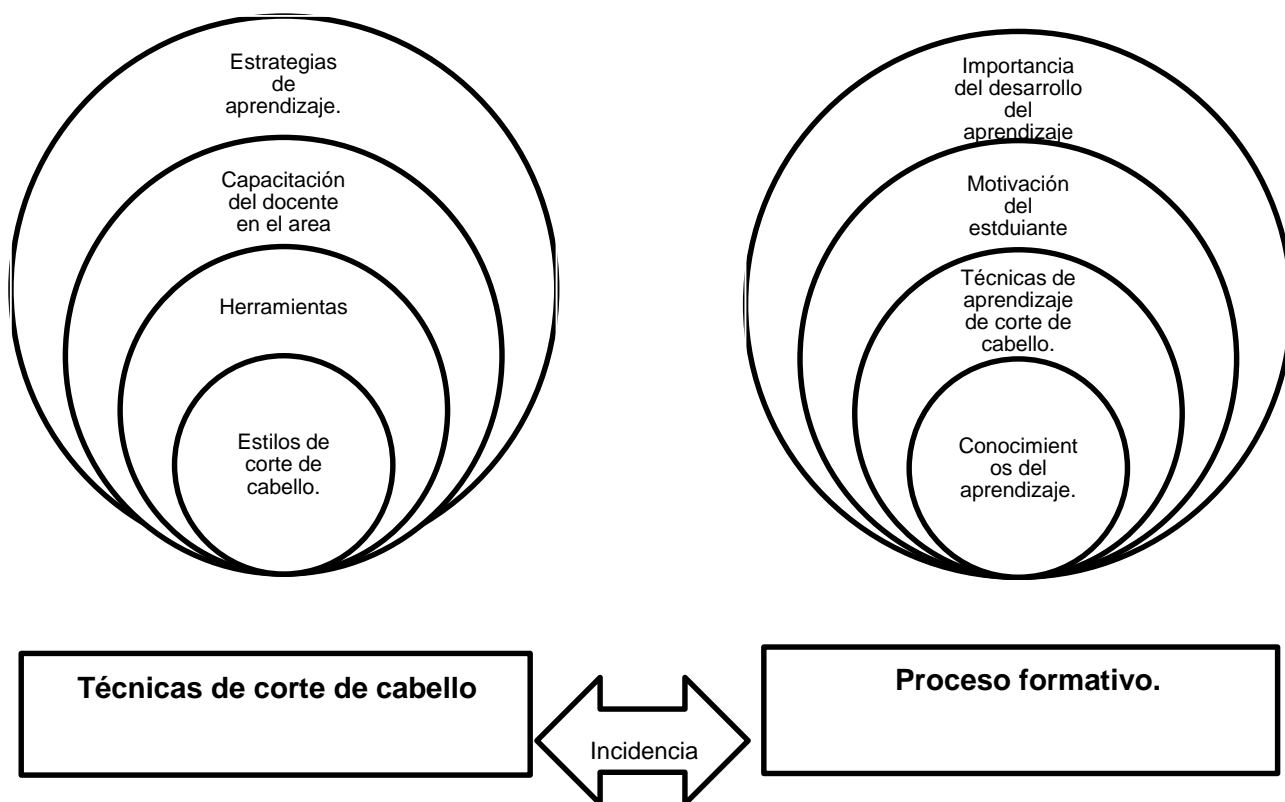 Estrategias
de
aprendizaje.
Capacitación
del docente
en el area
Herramientas
Estilos de
corte de
cabello.
Importancia
del desarrollo
del
aprendizaje
Motivación
del
estduiante
Técnicas de
aprendizaje
de corte de
cabello.
Conocimient
os del
aprendizaje.
Técnicas de corte de cabello
Incidencia
Proceso formativo.